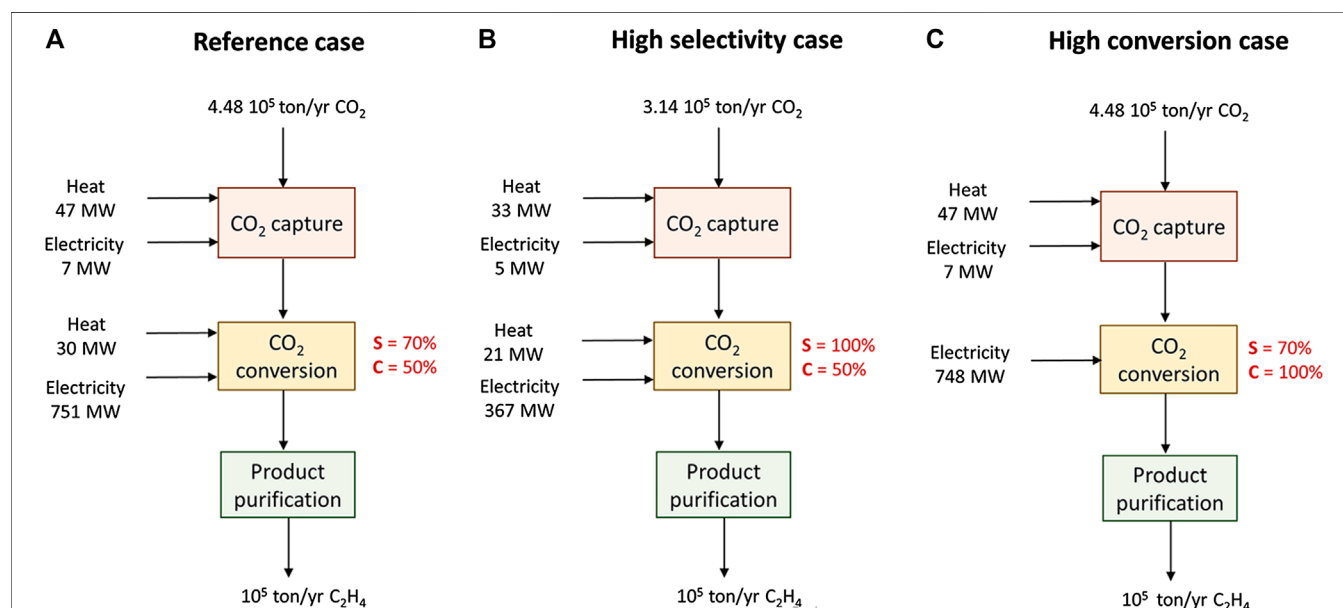 A
Reference case
4.48 10⁵ ton/yr CO₂
Heat
47 MW
Electricity
7 MW
CO₂ capture
Heat
30 MW
Electricity
751 MW
CO₂
conversion
S = 70%
C = 50%
Product
purification
10⁵ ton/yr C₂H₄
B
High selectivity case
3.14 10⁵ ton/yr CO₂
Heat
33 MW
Electricity
5 MW
CO₂ capture
Heat
21 MW
Electricity
367 MW
CO₂
conversion
S = 100%
C = 50%
Product
purification
10⁵ ton/yr C₂H₄
C
High conversion case
4.48 10⁵ ton/yr CO₂
Heat
47 MW
Electricity
7 MW
CO₂ capture
Electricity
748 MW
CO₂
conversion
S = 70%
C = 100%
Product
purification
10⁵ ton/yr C₂H₄